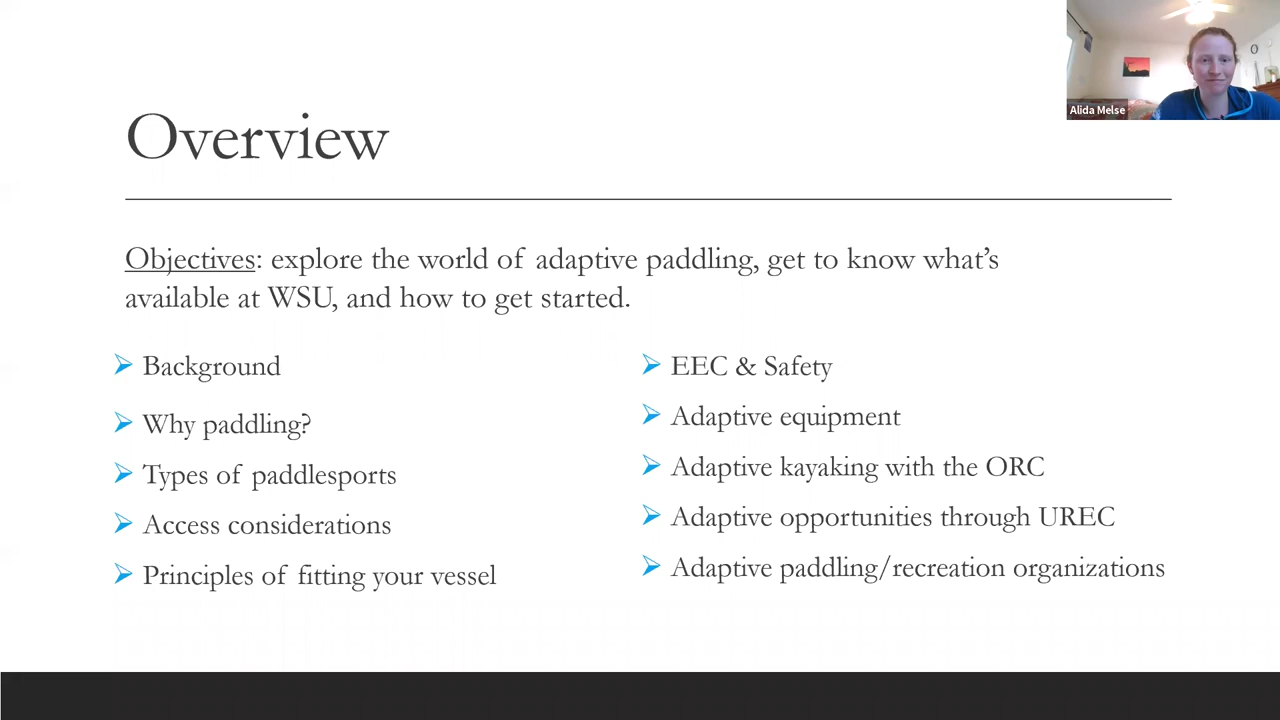 Alida Melse
Overview
Objectives: explore the world of adaptive paddling, get to know what’s
available at WSU, and how to get started.
Background
Why paddling?
Types of paddlesports
Access considerations
Principles of fitting your vessel
EEC & Safety
Adaptive equipment
Adaptive kayaking with the ORC
Adaptive opportunities through UREC
Adaptive paddling/recreation organizations